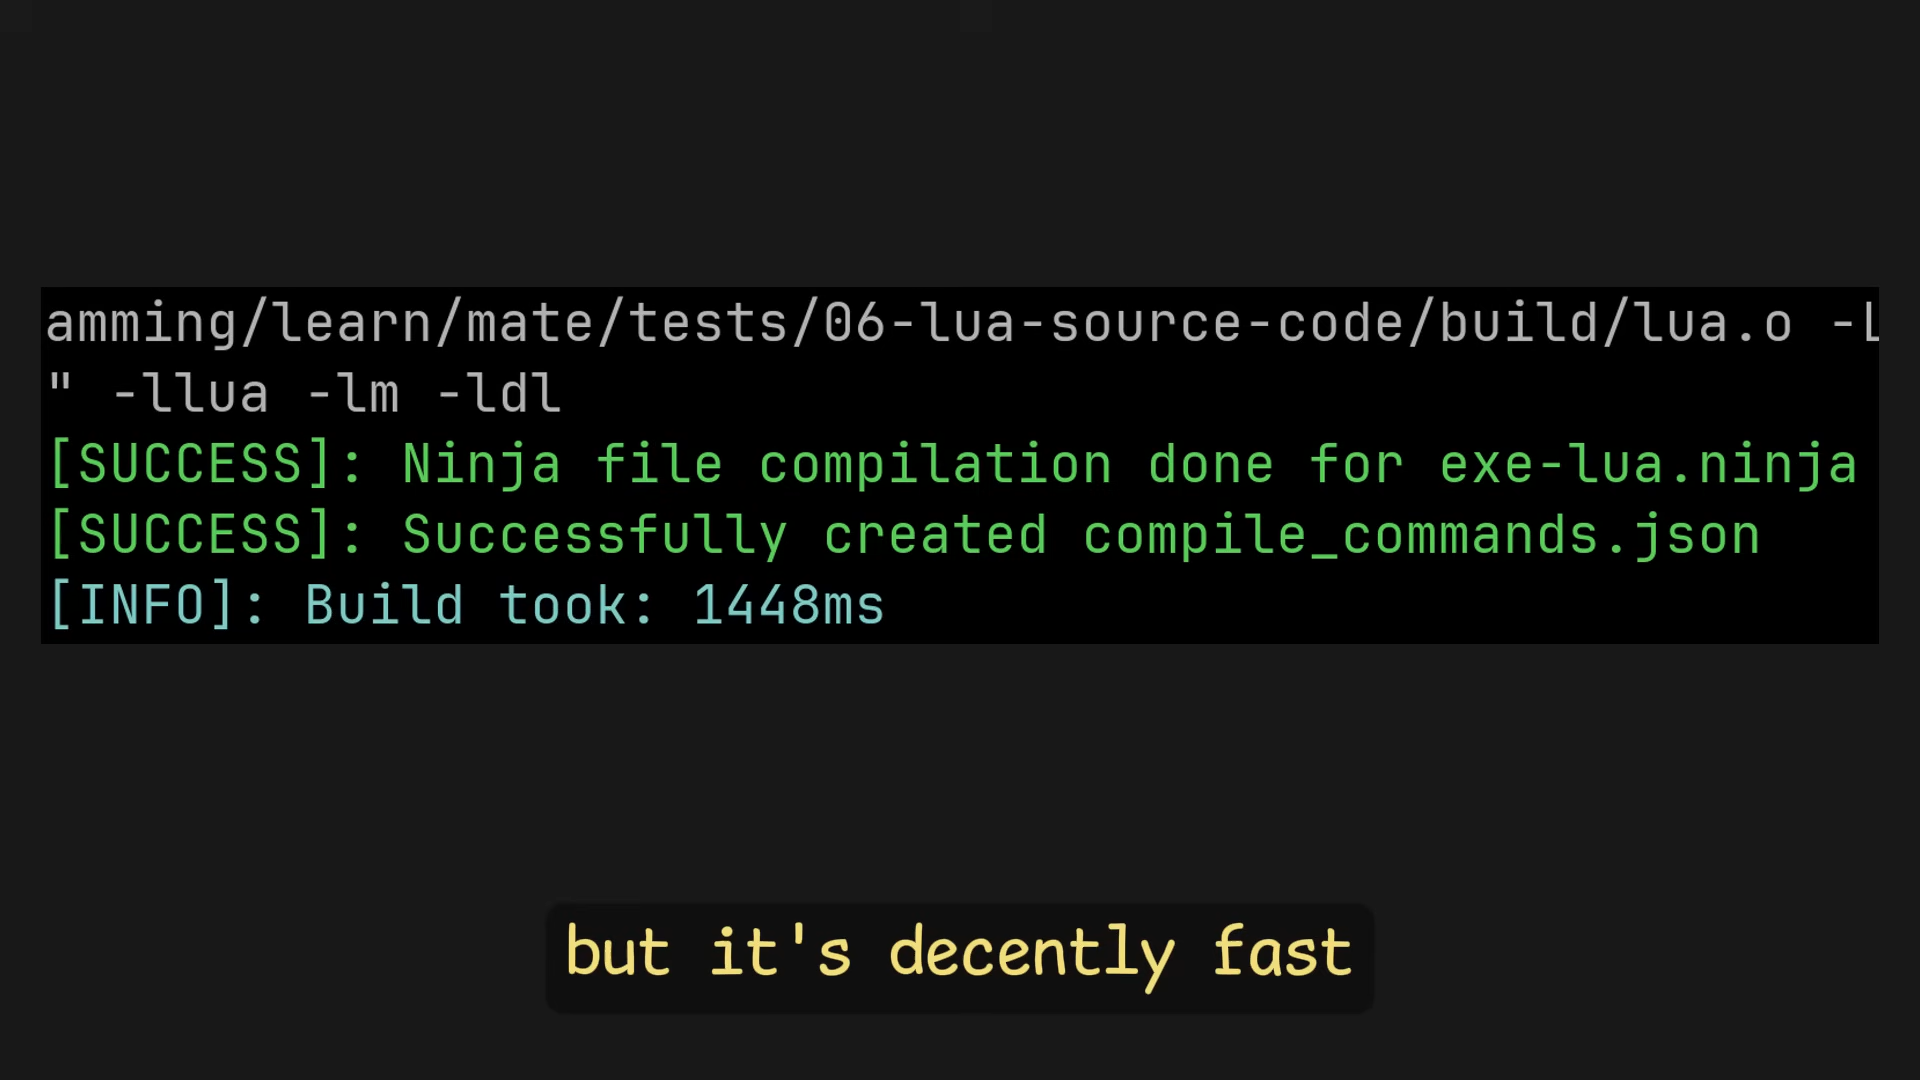 amming/learn/mate/tests/06-lua-source-code/build/lua.o -L
" -llua -lm -ldl
[SUCCESS]: Ninja file compilation done for exe-lua.ninja
[SUCCESS]: Successfully created compile_commands.json
[INFO]: Build took: 1448ms
but it's decently fast